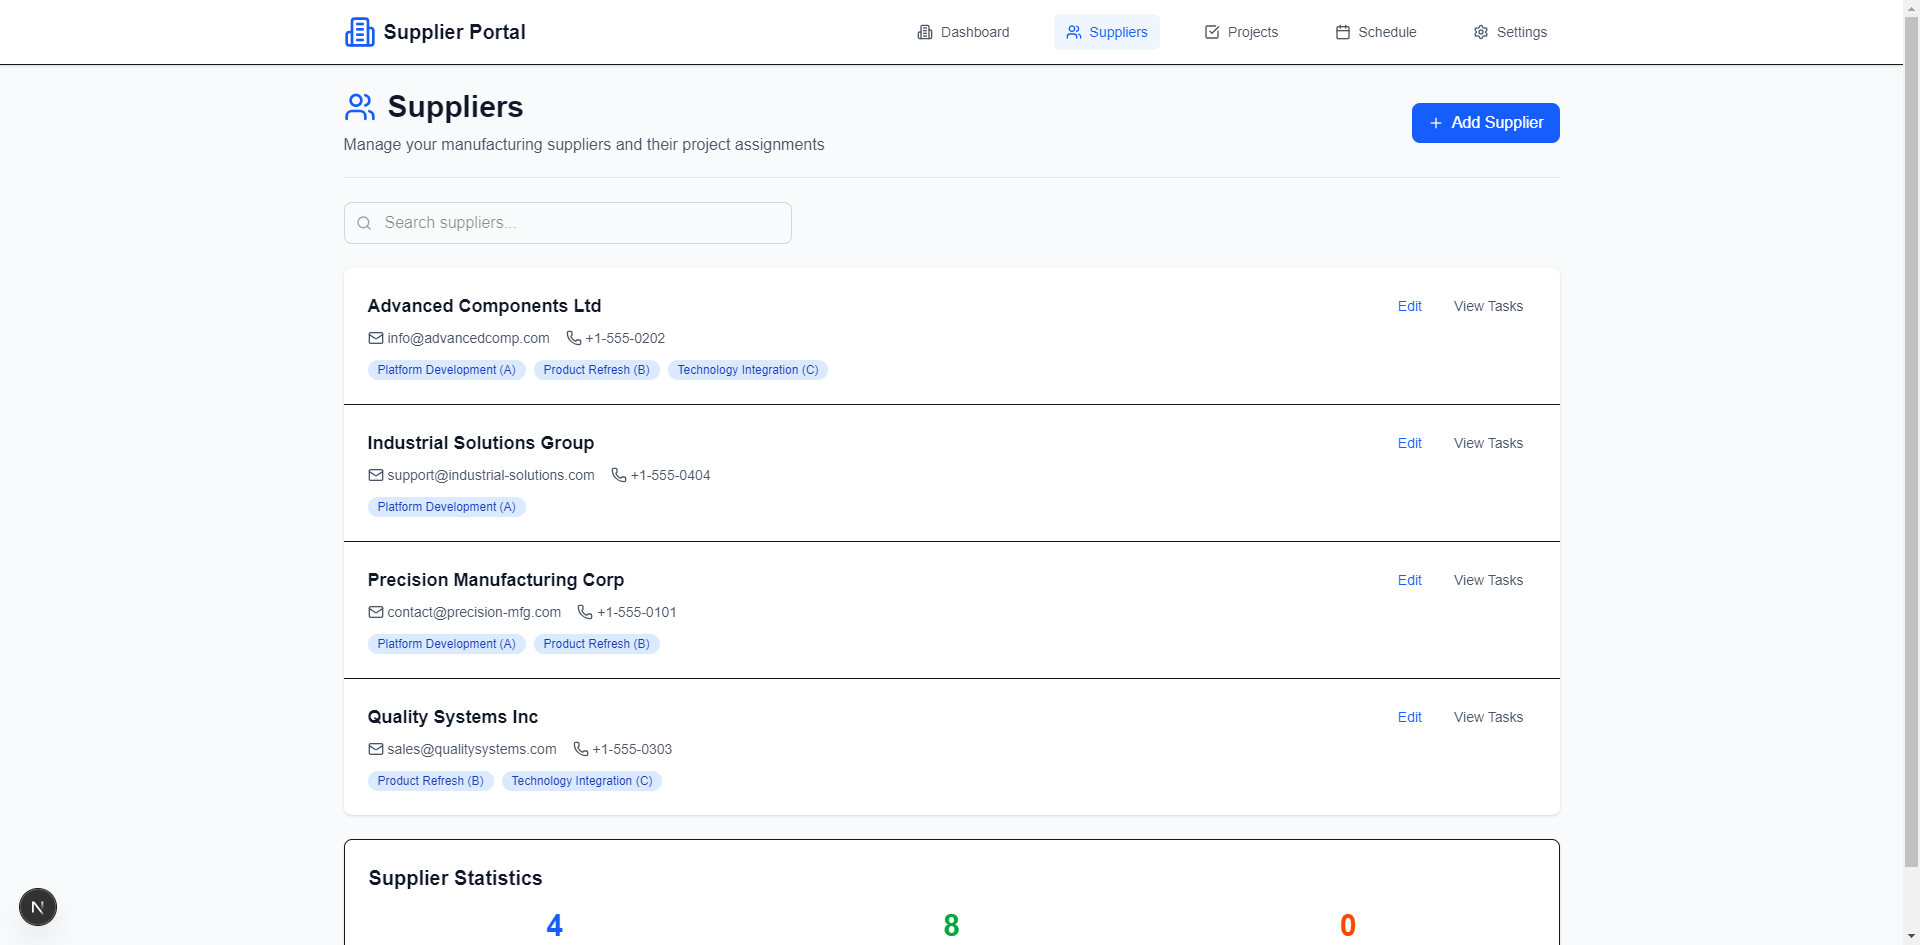 Supplier Portal
Dashboard
Suppliers
Projects
Schedule
Settings
Suppliers
Manage your manufacturing suppliers and their project assignments
+ Add Supplier
Search suppliers...
Advanced Components Ltd
Edit
View Tasks
info@advancedcomp.com +1-555-0202
Platform Development (A) Product Refresh (B) Technology Integration (C)
Industrial Solutions Group
Edit
View Tasks
support@industrial-solutions.com +1-555-0404
Platform Development (A)
Precision Manufacturing Corp
Edit
View Tasks
contact@precision-mfg.com +1-555-0101
Platform Development (A) Product Refresh (B)
Quality Systems Inc
Edit
View Tasks
sales@qualitysystems.com +1-555-0303
Product Refresh (B) Technology Integration (C)
Supplier Statistics
4
8
0
N